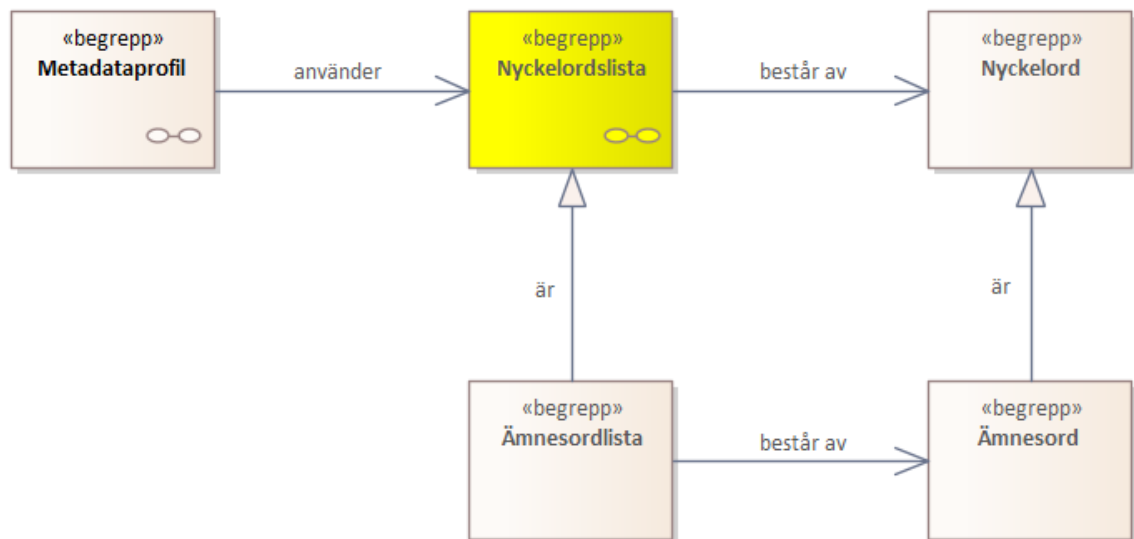 «begrepp»
Metadataprofil
använder
«begrepp»
Nyckelordslista
består av
«begrepp»
Nyckelord
är
är
«begrepp»
Ämnesordlista
består av
«begrepp»
Ämnesord